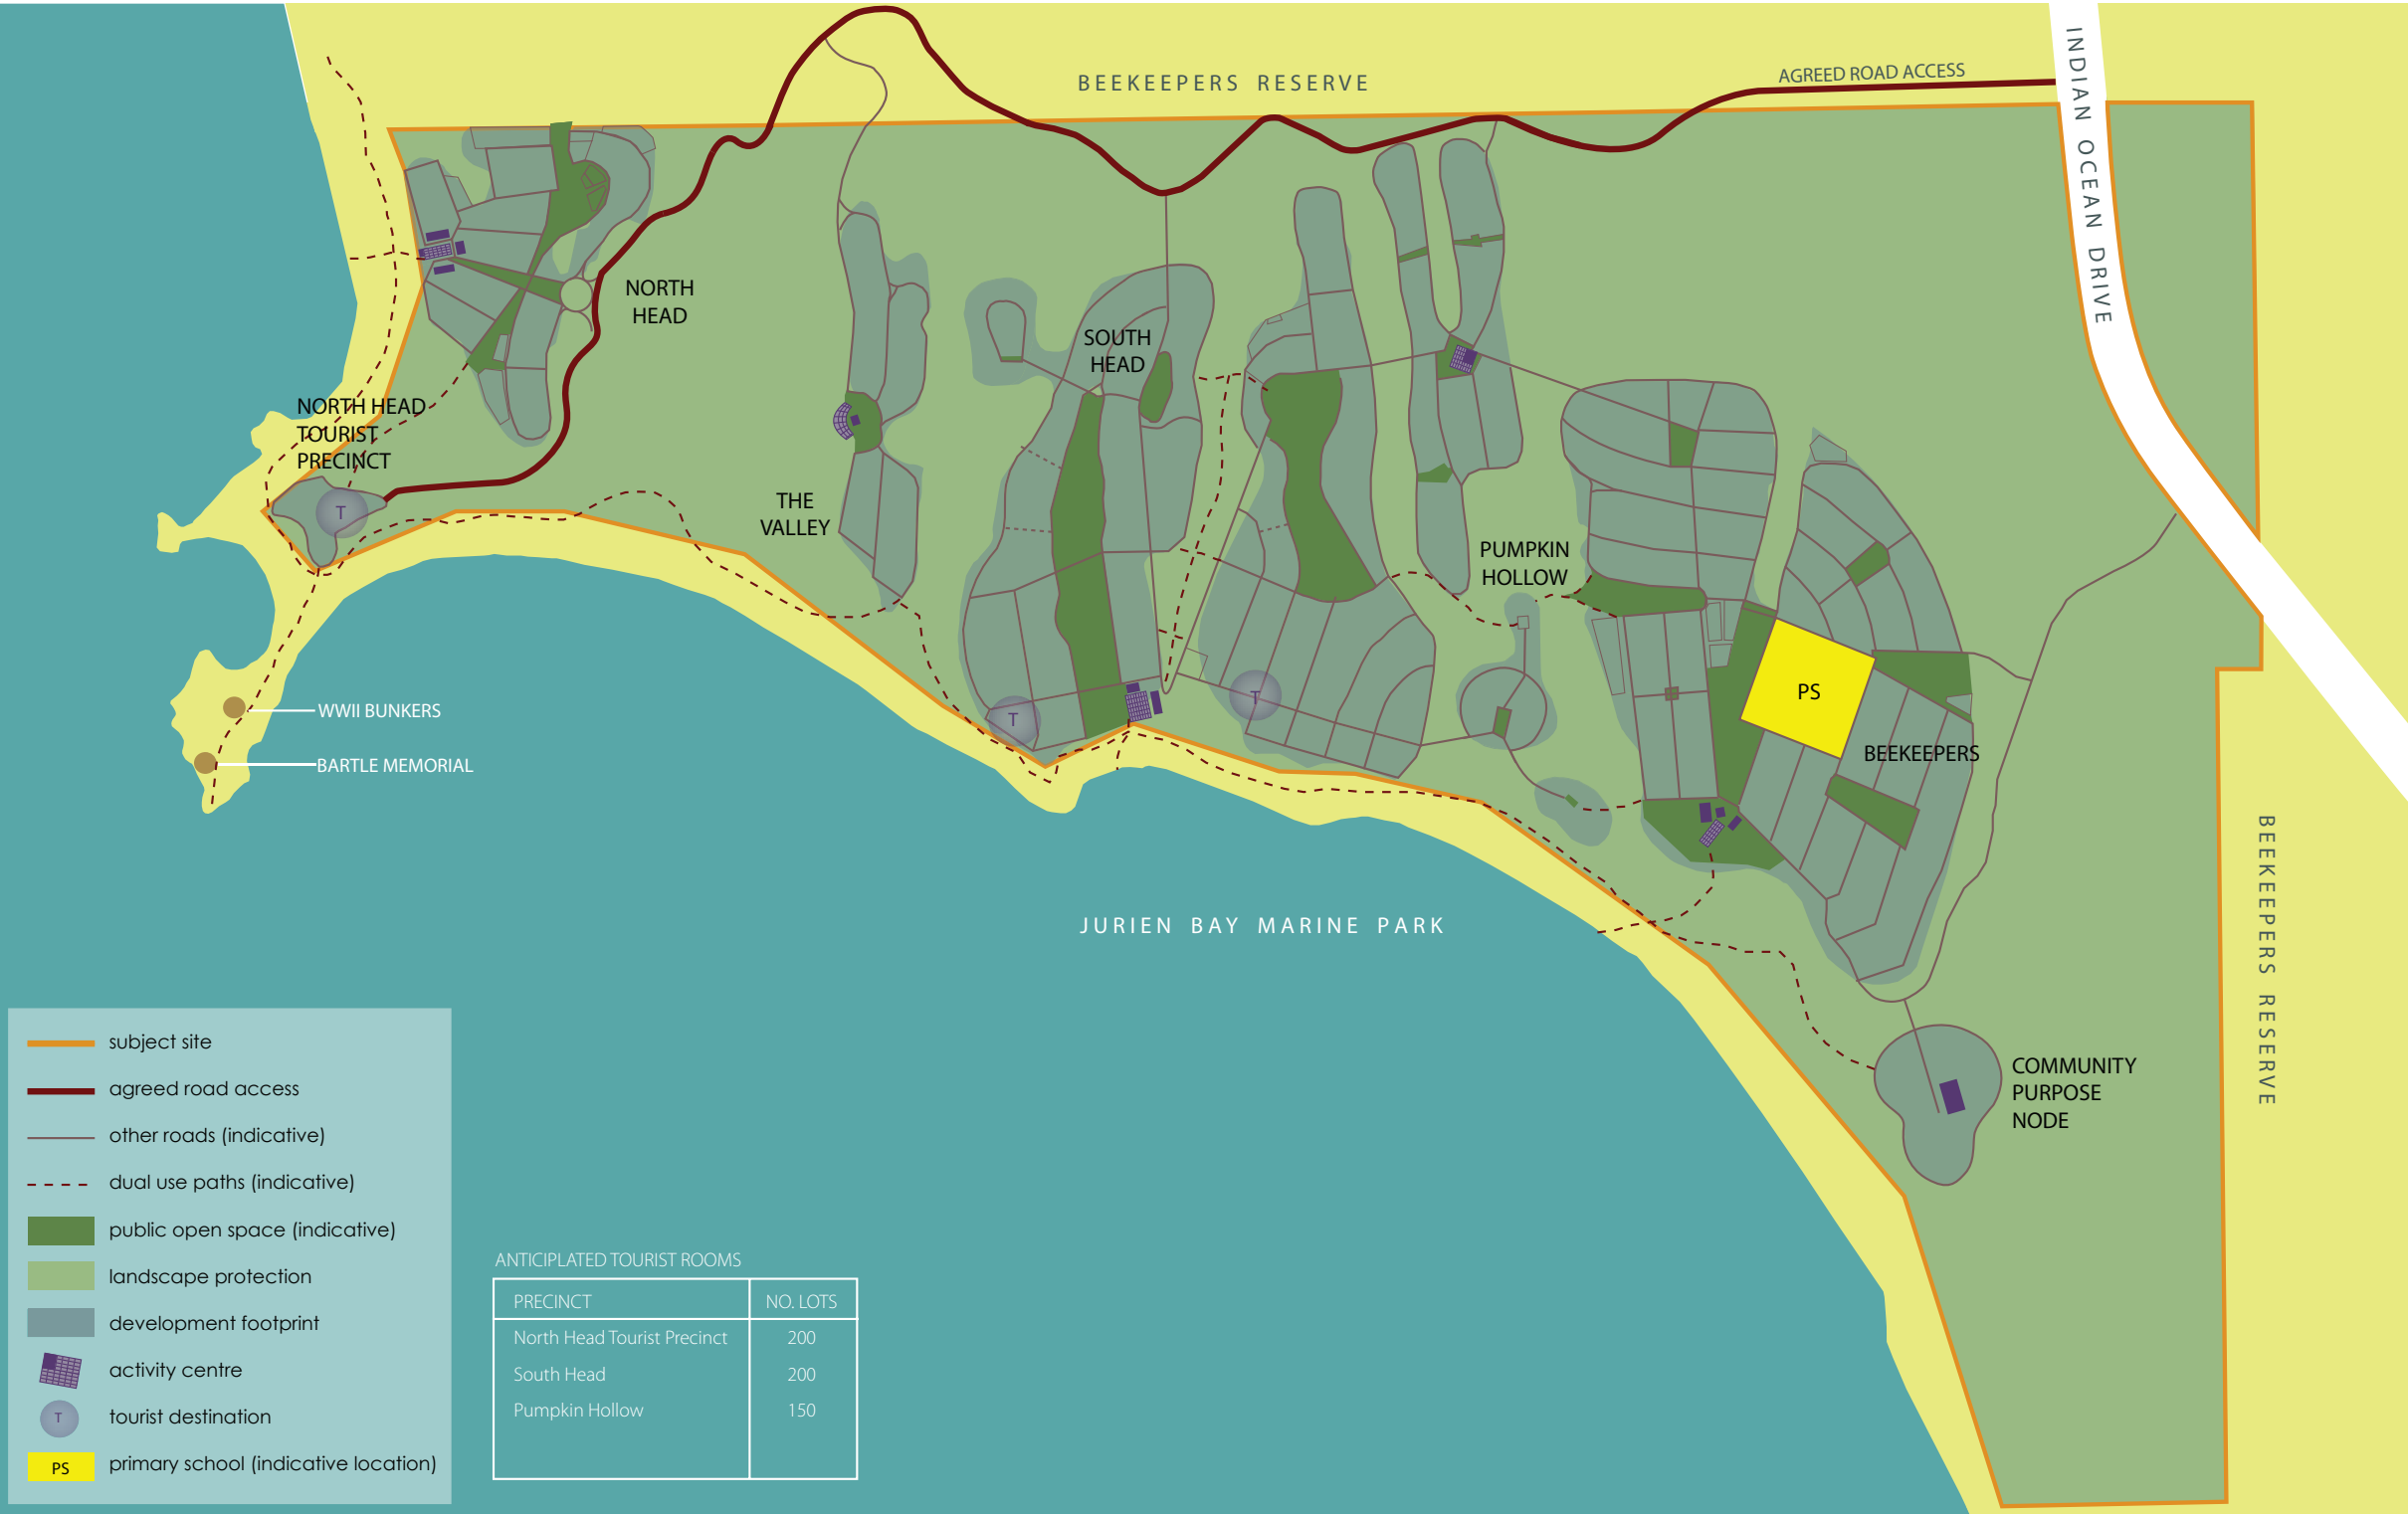 BEEKEEPERS RESERVE
AGREED ROAD ACCESS
INDIAN OCEAN DRIVE
NORTH
HEAD
SOUTH
HEAD
NORTH HEAD
TOURIST
PRECINCT
T
THE
VALLEY
PUMPKIN
HOLLOW
T
T
PS
BEEKEEPERS
WWII BUNKERS
BARTLE MEMORIAL
JURIEN BAY MARINE PARK
BEEKEEPERS RESERVE
COMMUNITY
PURPOSE
NODE
subject site
agreed road access
other roads (indicative)
dual use paths (indicative)
public open space (indicative)
landscape protection
development footprint
activity centre
T tourist destination
PS primary school (indicative location)
ANTICIPLATED TOURIST ROOMS
PRECINCT NO. LOTS
North Head Tourist Precinct 200
South Head 200
Pumpkin Hollow 150